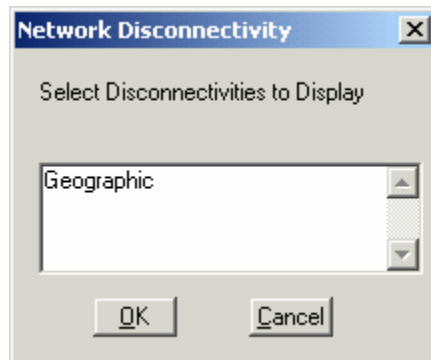 Network Disconnectivity
Select Disconnectivities to Display
Geographic
OK Cancel